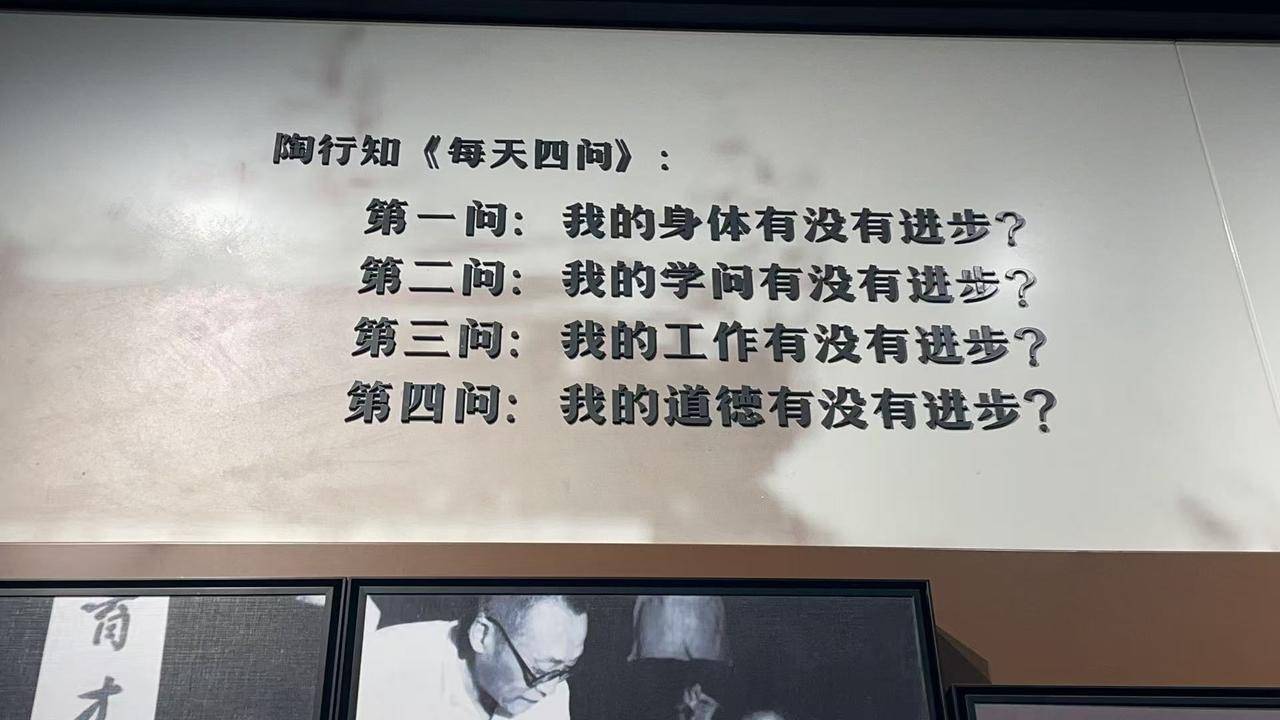 陶行知《每天四问》:
第一问: 我的身体有没有进步?
第二问: 我的学问有没有进步?
第三问: 我的工作有没有进步?
第四问: 我的道德有没有进步?
育
才